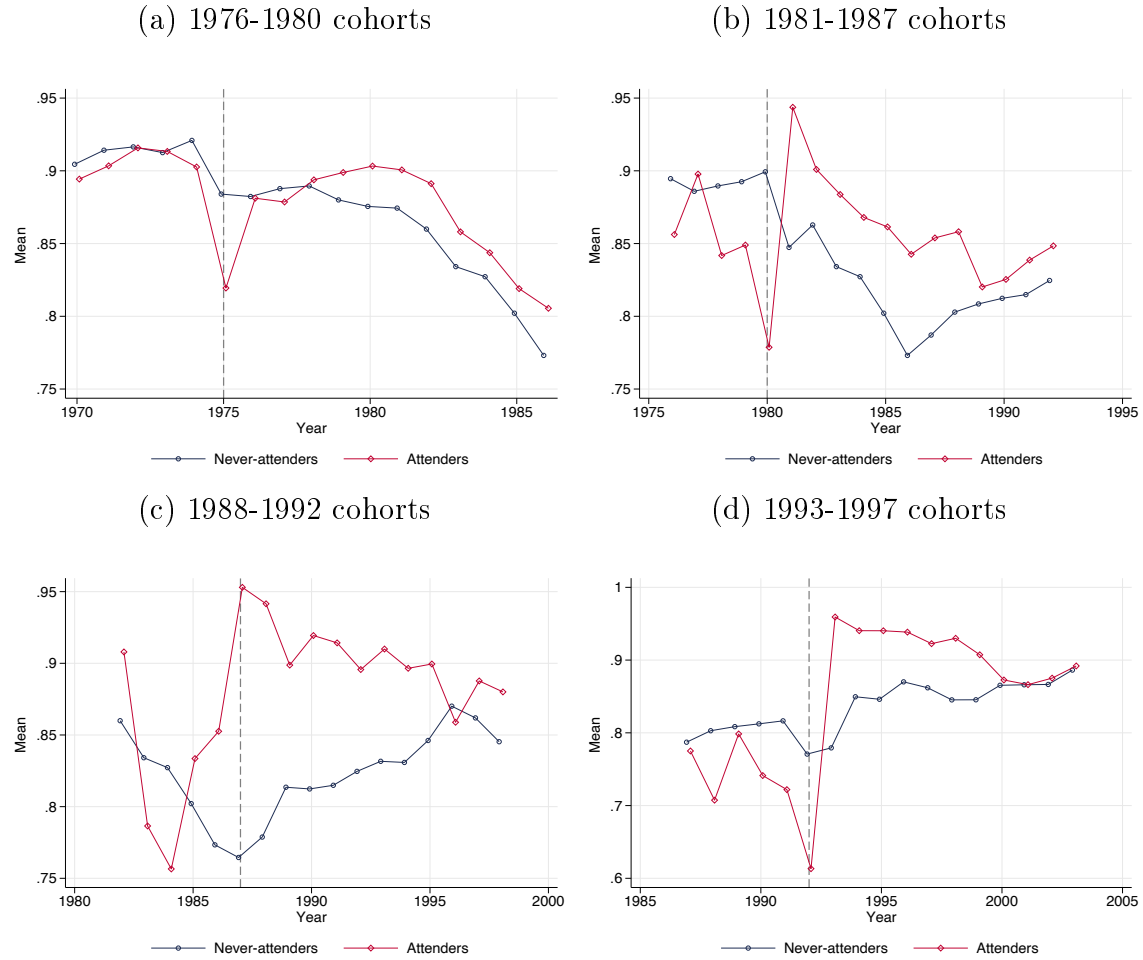 (a) 1976-1980 cohorts
.95
.9
.85
.8
.75
Mean
1970 1975 1980 1985
Year
Never-attenders Attenders
(b) 1981-1987 cohorts
.95
.9
.85
.8
.75
Mean
1975 1980 1985 1990 1995
Year
Never-attenders Attenders
(c) 1988-1992 cohorts
.95
.9
.85
.8
.75
Mean
1980 1985 1990 1995 2000
Year
Never-attenders Attenders
(d) 1993-1997 cohorts
1
.9
.8
.7
.6
Mean
1985 1990 1995 2000 2005
Year
Never-attenders Attenders